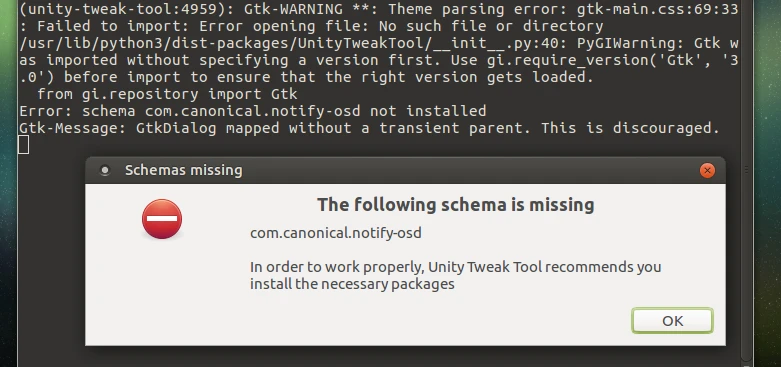 (unity-tweak-tool:4959): Gtk-WARNING **: Theme parsing error: gtk-main.css:69:33
: Failed to import: Error opening file: No such file or directory
/usr/lib/python3/dist-packages/UnityTweakTool/__init__.py:40: PyGIWarning: Gtk w
as imported without specifying a version first. Use gi.require_version('Gtk', '3
.0') before import to ensure that the right version gets loaded.
  from gi.repository import Gtk
Error: schema com.canonical.notify-osd not installed
Gtk-Message: GtkDialog mapped without a transient parent. This is discouraged.
Schemas missing
The following schema is missing
com.canonical.notify-osd
In order to work properly, Unity Tweak Tool recommends you
install the necessary packages
OK